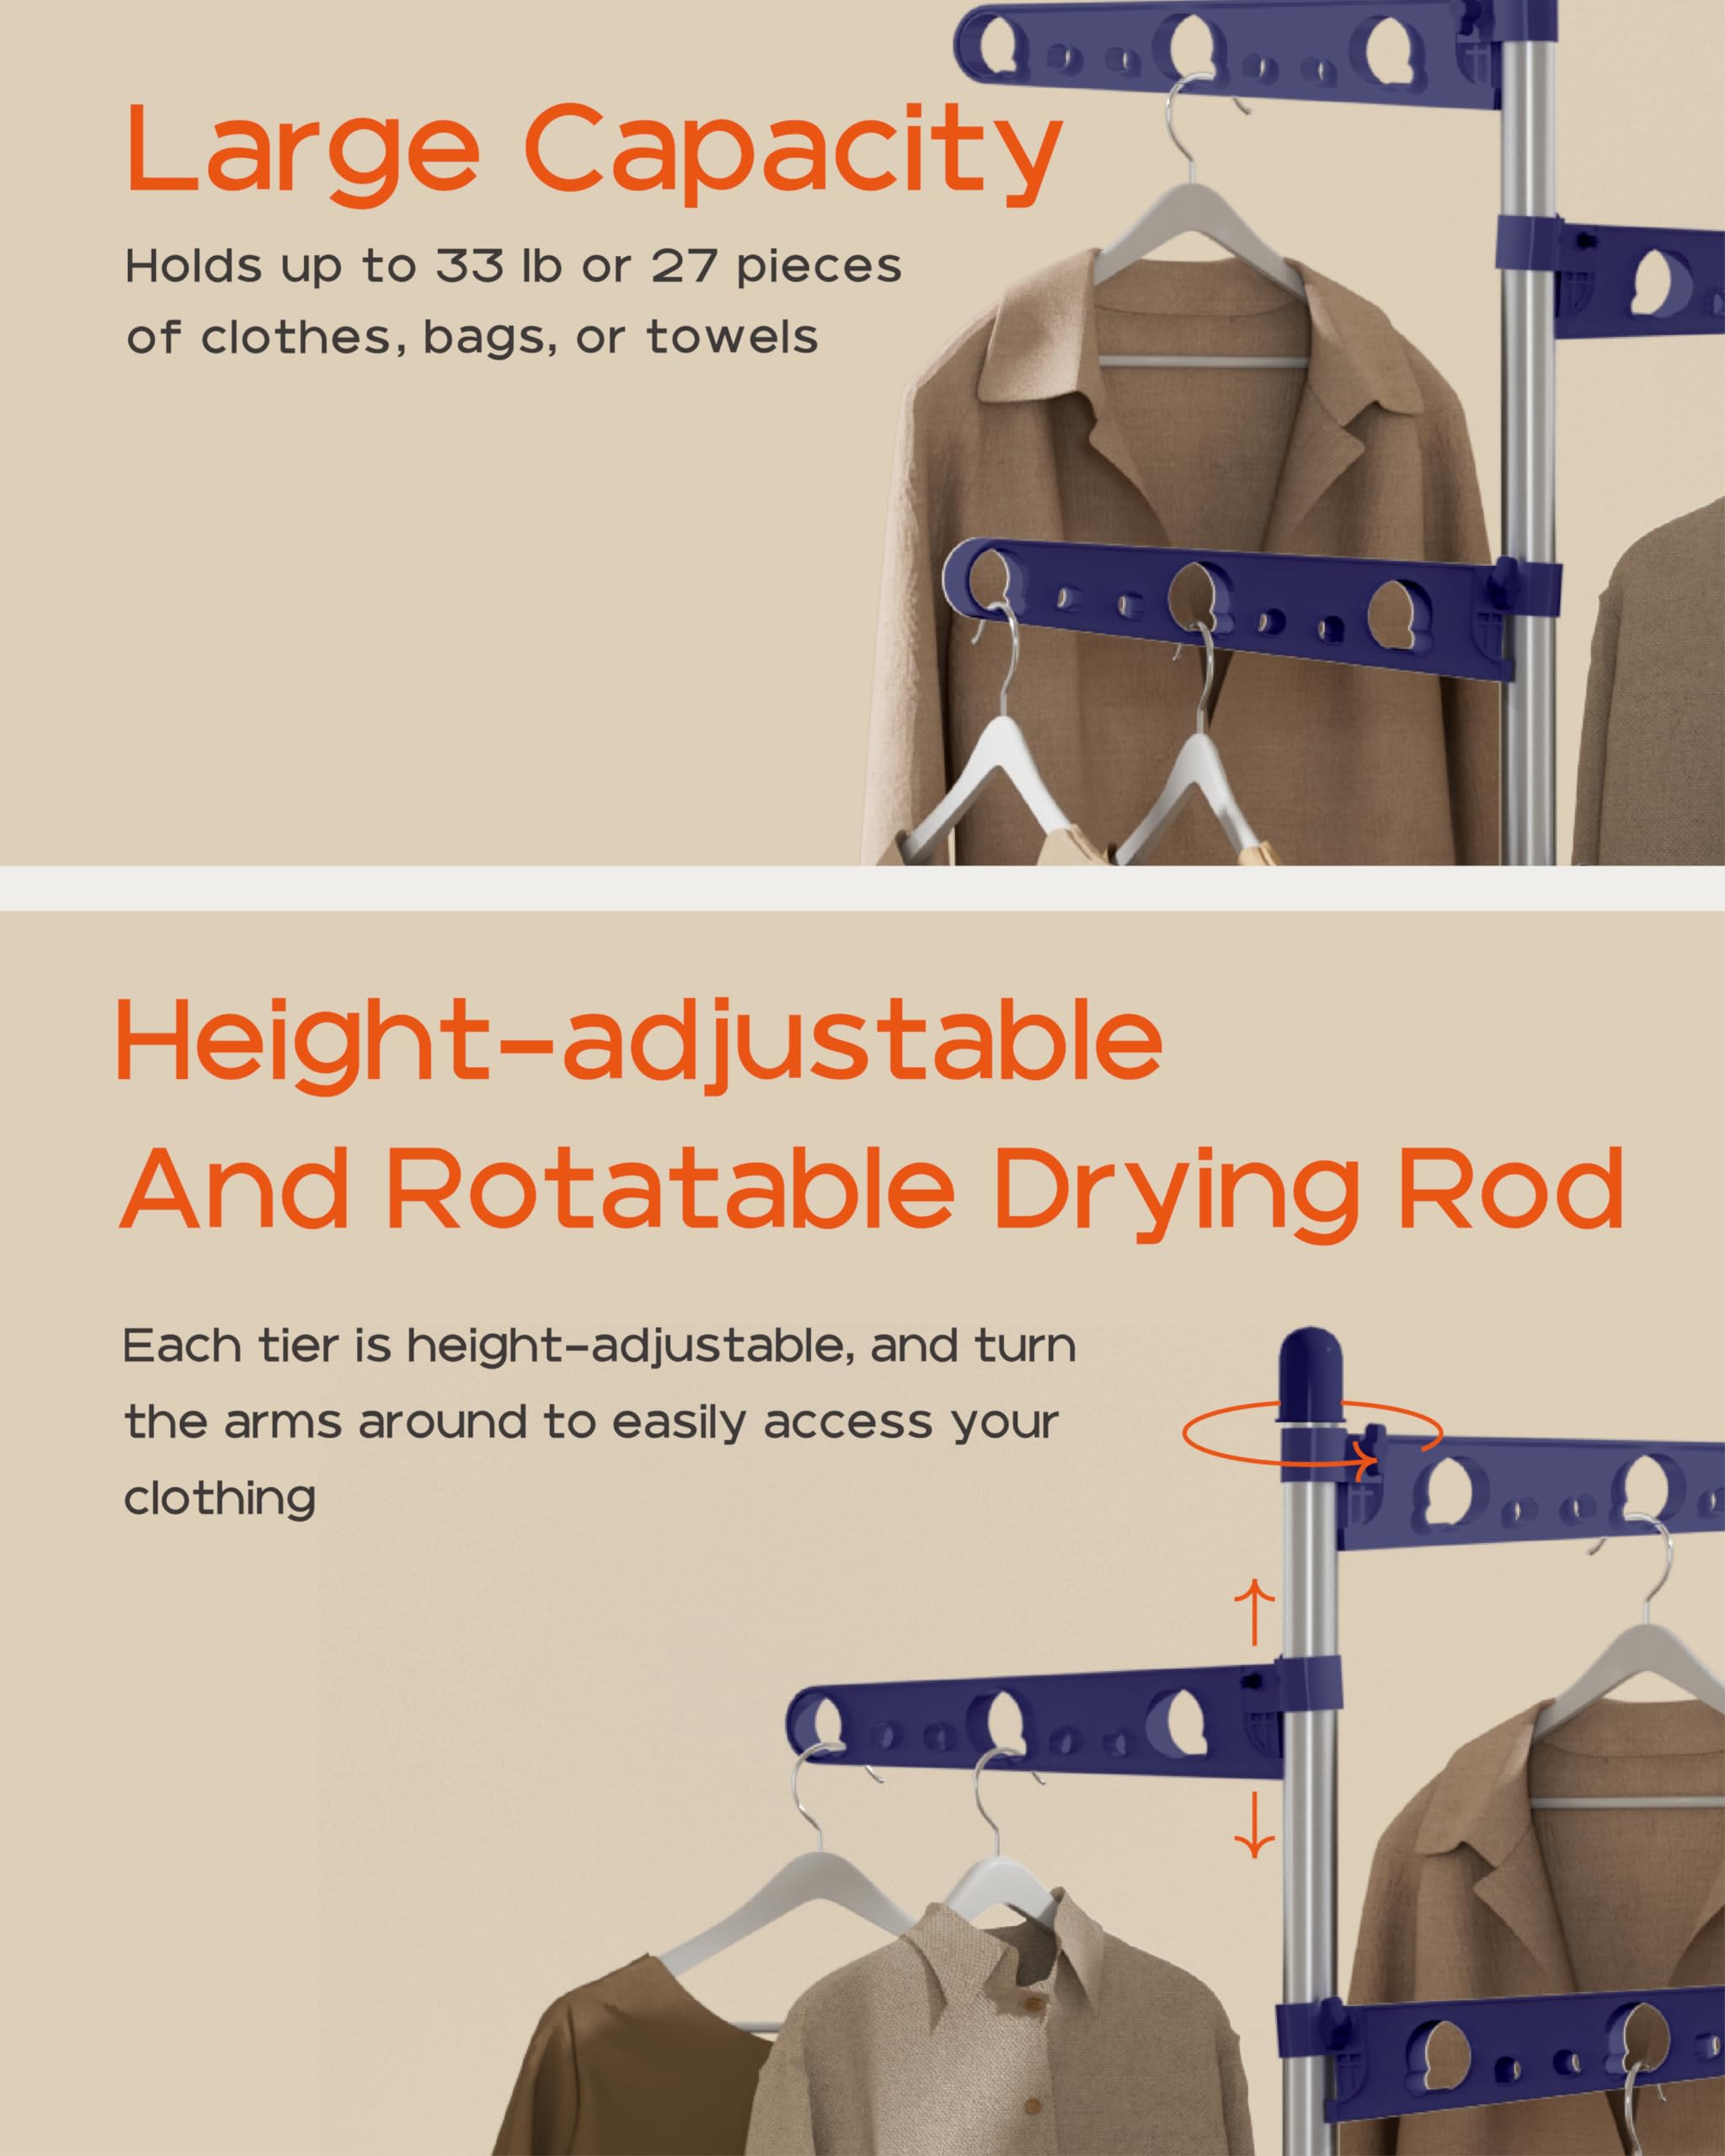 Large Capacity
Holds up to 33 lb or 27 pieces
of clothes, bags, or towels
Height-adjustable
And Rotatable Drying Rod
Each tier is height-adjustable, and turn
the arms around to easily access your
clothing